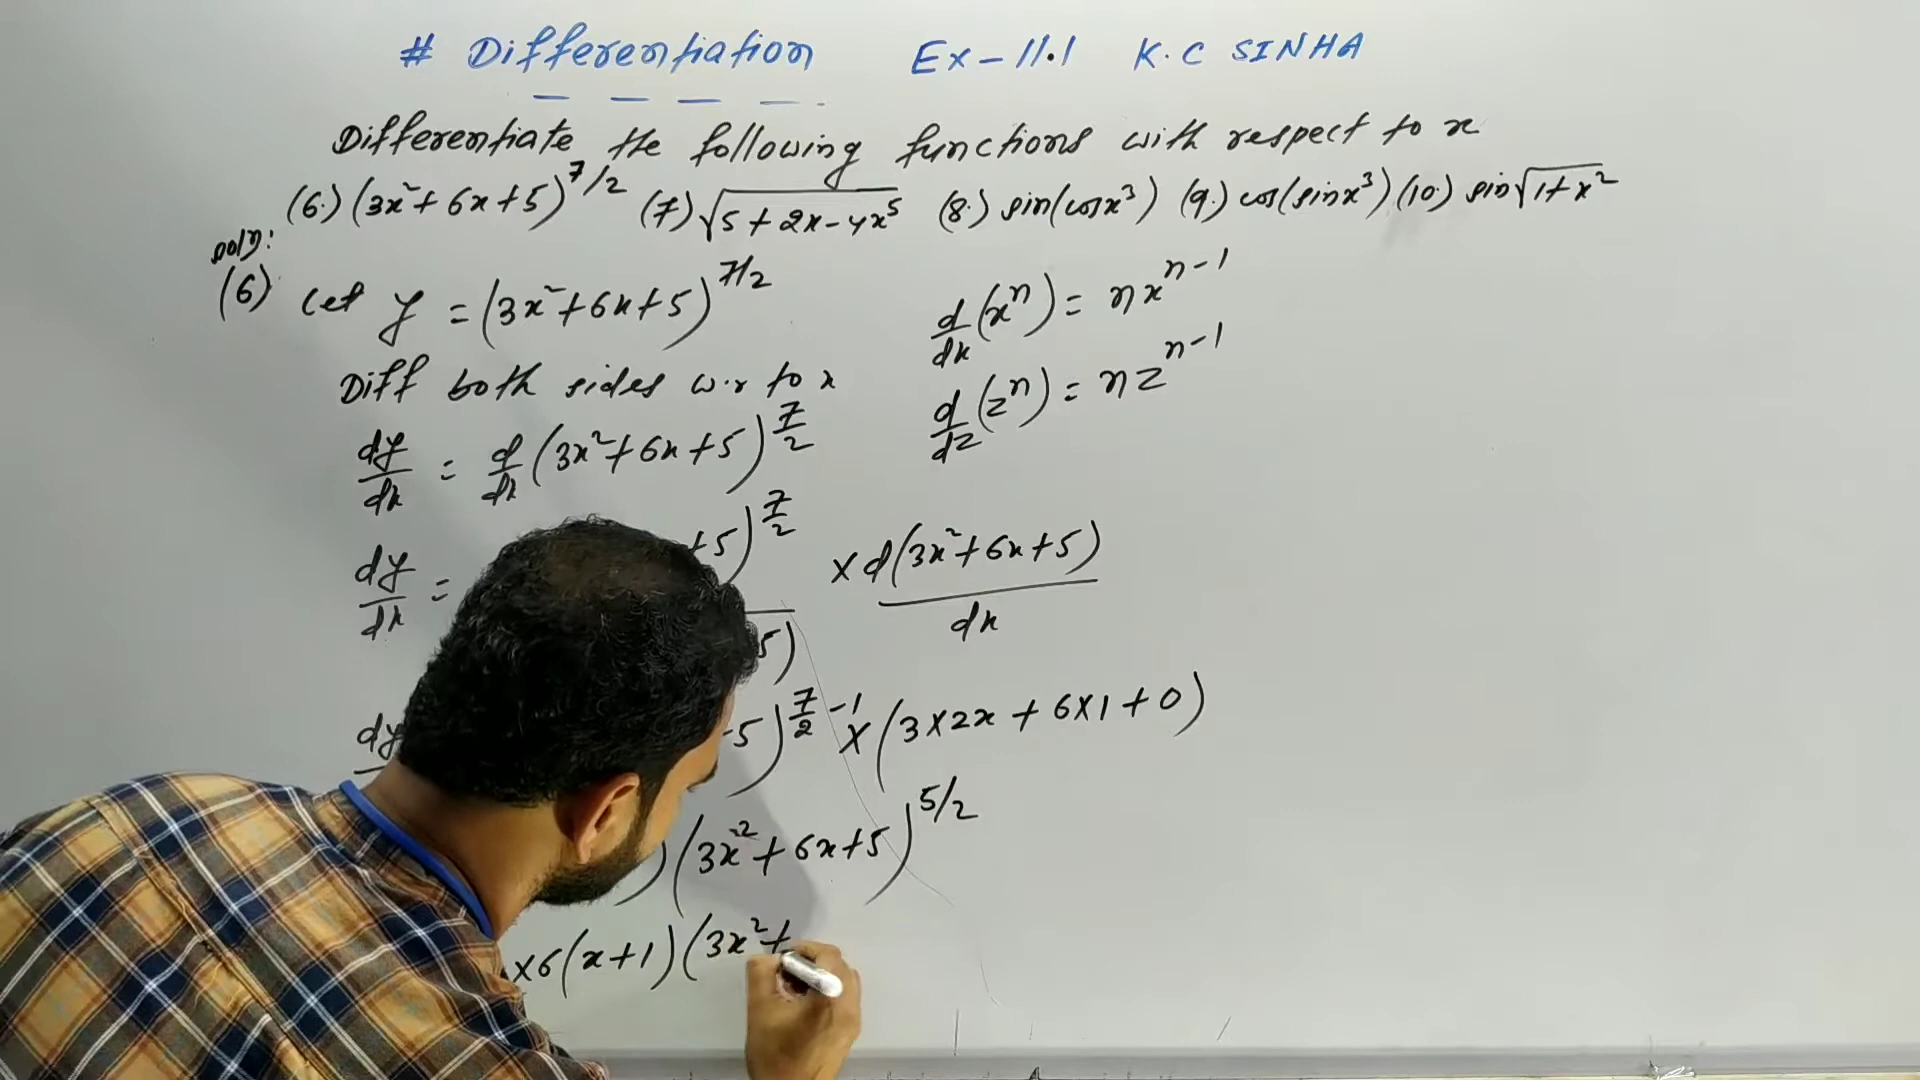 # Differentiation Ex-11.1 K.C SINHA
Differentiate the following functions with respect to x
(6.) (3x²+6x+5)^7/2 (7) √5+2x-4x⁵ (8.) sin(cosx³) (9.) cos(sinx³) (10.) sin√1+x²
soln:
(6) Let y = (3x²+6x+5)^7/2
d/dx (xⁿ) = nx^n-1
Diff both sides w.r to x
d/dz (zⁿ) = nz^n-1
dy/dx = d/dx (3x²+6x+5)^7/2
dy/dx = +5)^7/2 / 5) × d(3x²+6x+5)/dx
dy -5)^7/2-1 × (3×2x+6×1+0)
) (3x²+6x+5)^5/2
×6(x+1)(3x²+